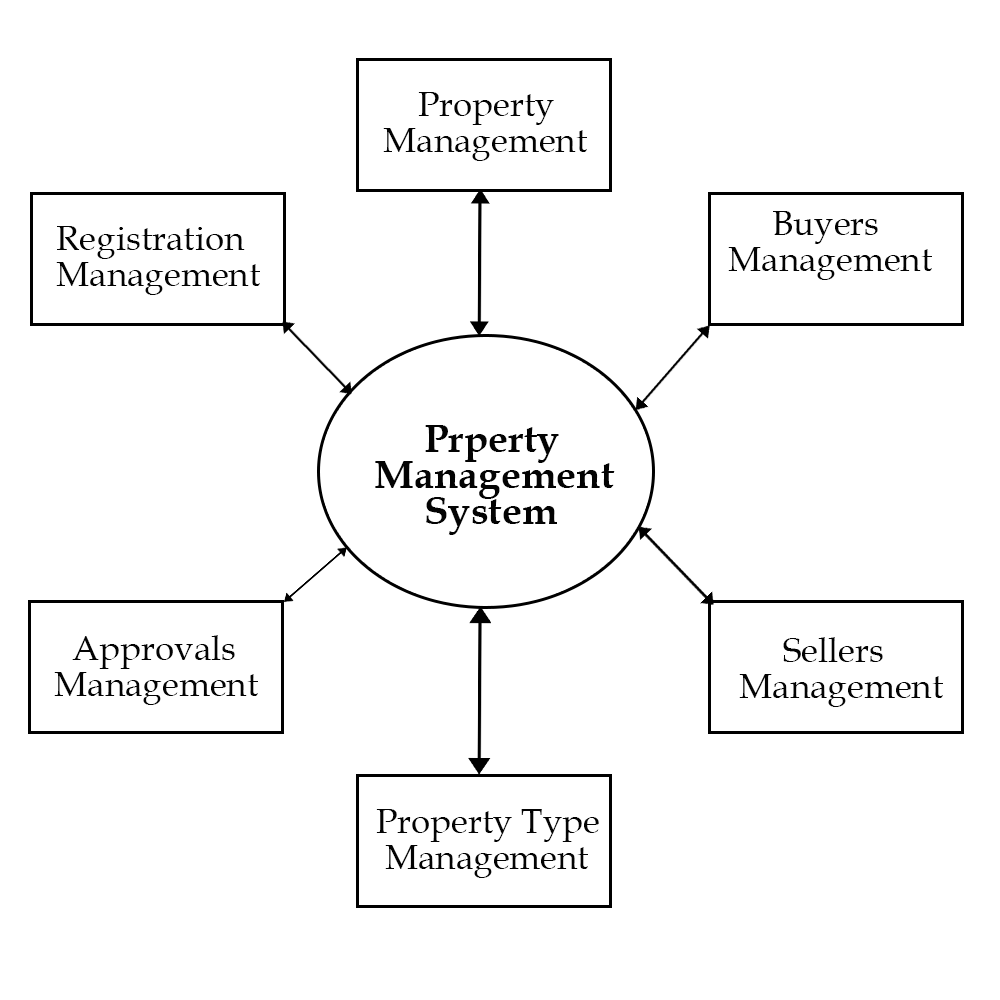 Property
Management
Registration
Management
Buyers
Management
Prperty
Management
System
Approvals
Management
Sellers
Management
Property Type
Management